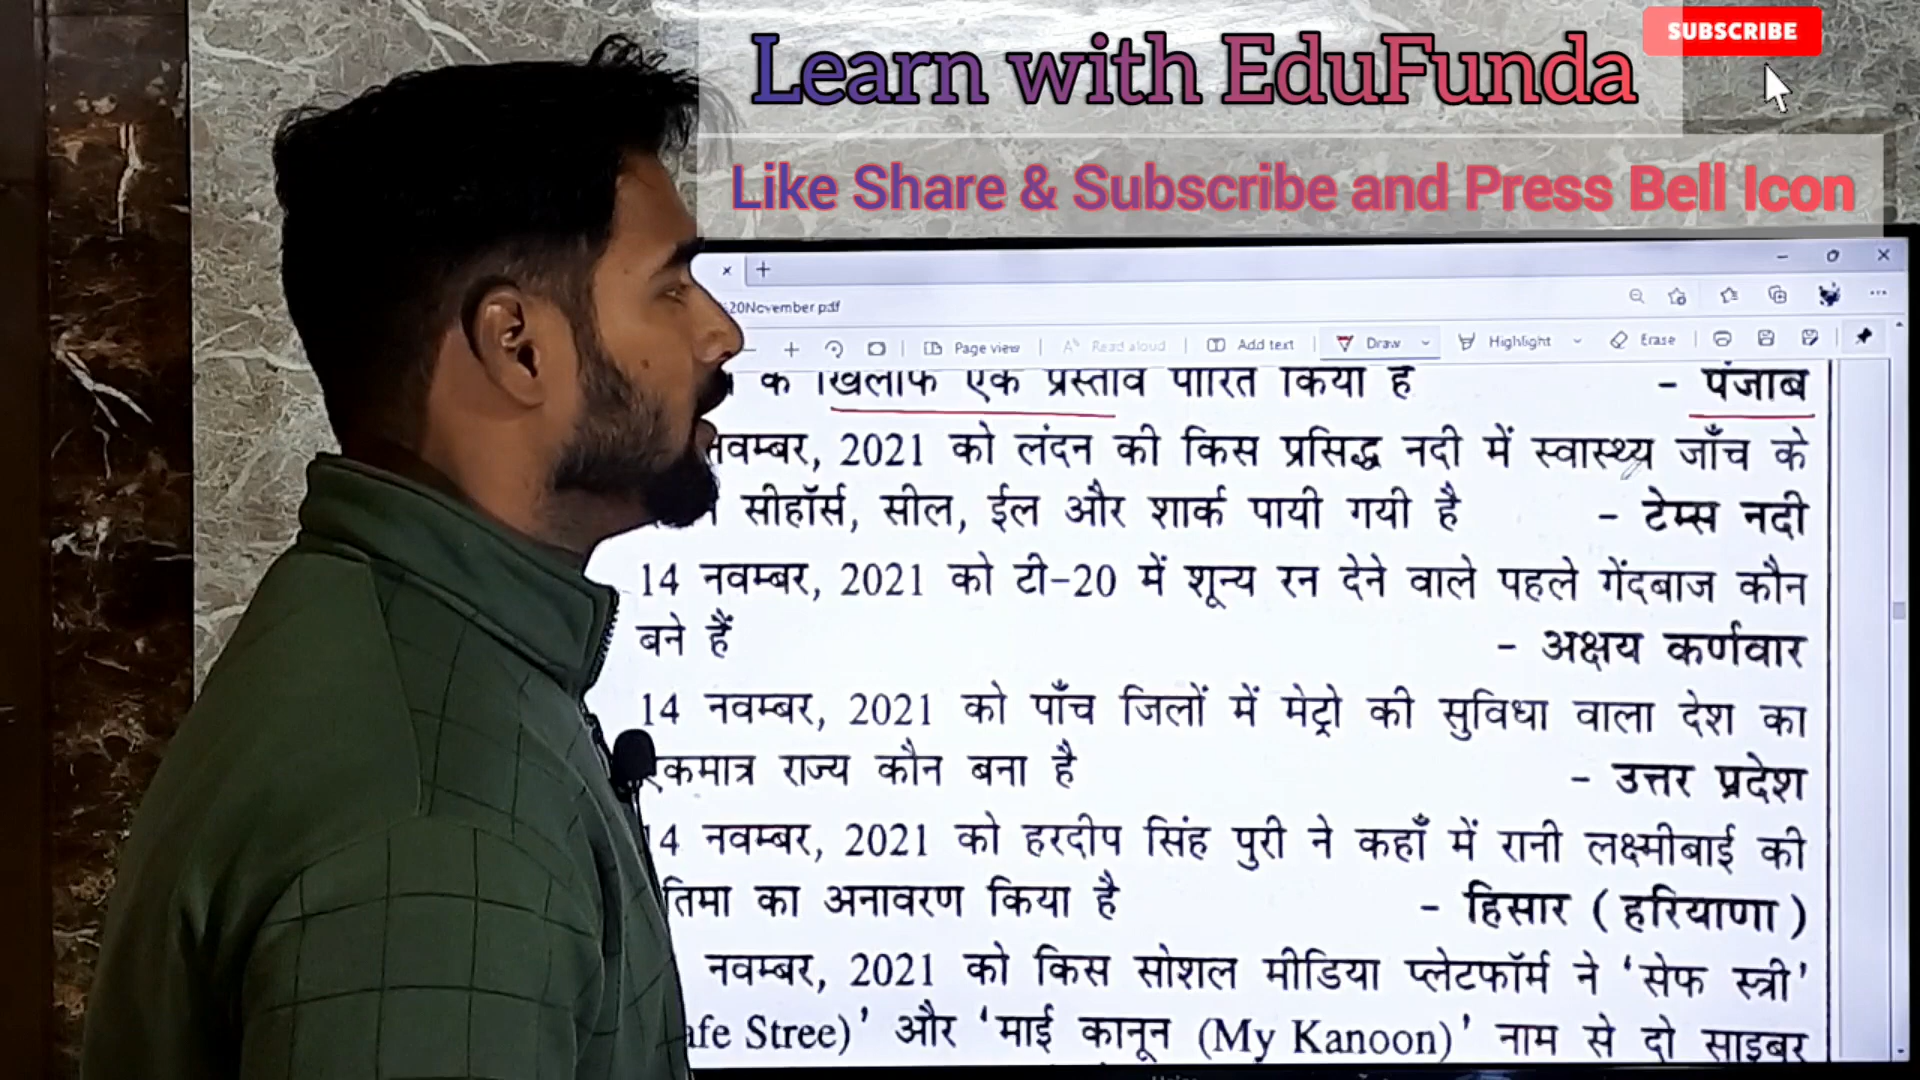 Learn with EduFunda
SUBSCRIBE
Like Share & Subscribe and Press Bell Icon
20November.pdf
Page view Read aloud Add text Draw Highlight Erase
के खिलाफ एक प्रस्ताव पारित किया है - पंजाब
नवम्बर, 2021 को लंदन की किस प्रसिद्ध नदी में स्वास्थ्य जाँच के
सीहॉर्स, सील, ईल और शार्क पायी गयी है - टेम्स नदी
14 नवम्बर, 2021 को टी-20 में शून्य रन देने वाले पहले गेंदबाज कौन
बने हैं - अक्षय कर्णवार
14 नवम्बर, 2021 को पाँच जिलों में मेट्रो की सुविधा वाला देश का
एकमात्र राज्य कौन बना है - उत्तर प्रदेश
14 नवम्बर, 2021 को हरदीप सिंह पुरी ने कहाँ में रानी लक्ष्मीबाई की
तिमा का अनावरण किया है - हिसार (हरियाणा)
नवम्बर, 2021 को किस सोशल मीडिया प्लेटफॉर्म ने ‘सेफ स्त्री’
afe Stree)’ और ‘माई कानून (My Kanoon)’ नाम से दो साइबर